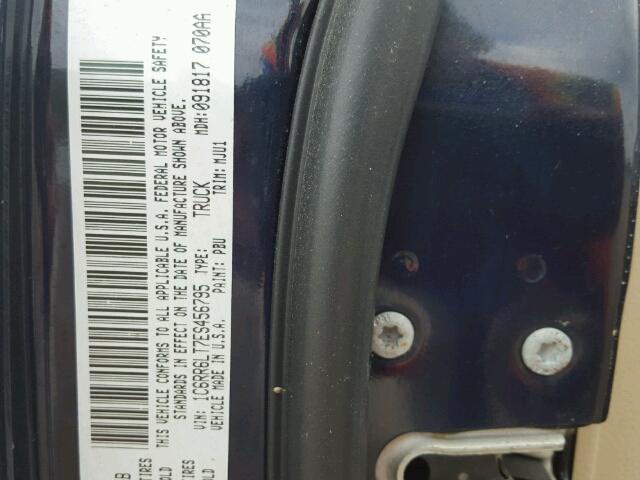 THIS VEHICLE CONFORMS TO ALL APPLICABLE U.S.A. FEDERAL MOTOR VEHICLE SAFETY
STANDARDS IN EFFECT ON THE DATE OF MANUFACTURE SHOWN ABOVE.
VIN: 1C6RR6LT7ES456795 TYPE: TRUCK MDH: 091817 070AA
VEHICLE MADE IN U.S.A. PAINT: PBU TRIM: MJU1